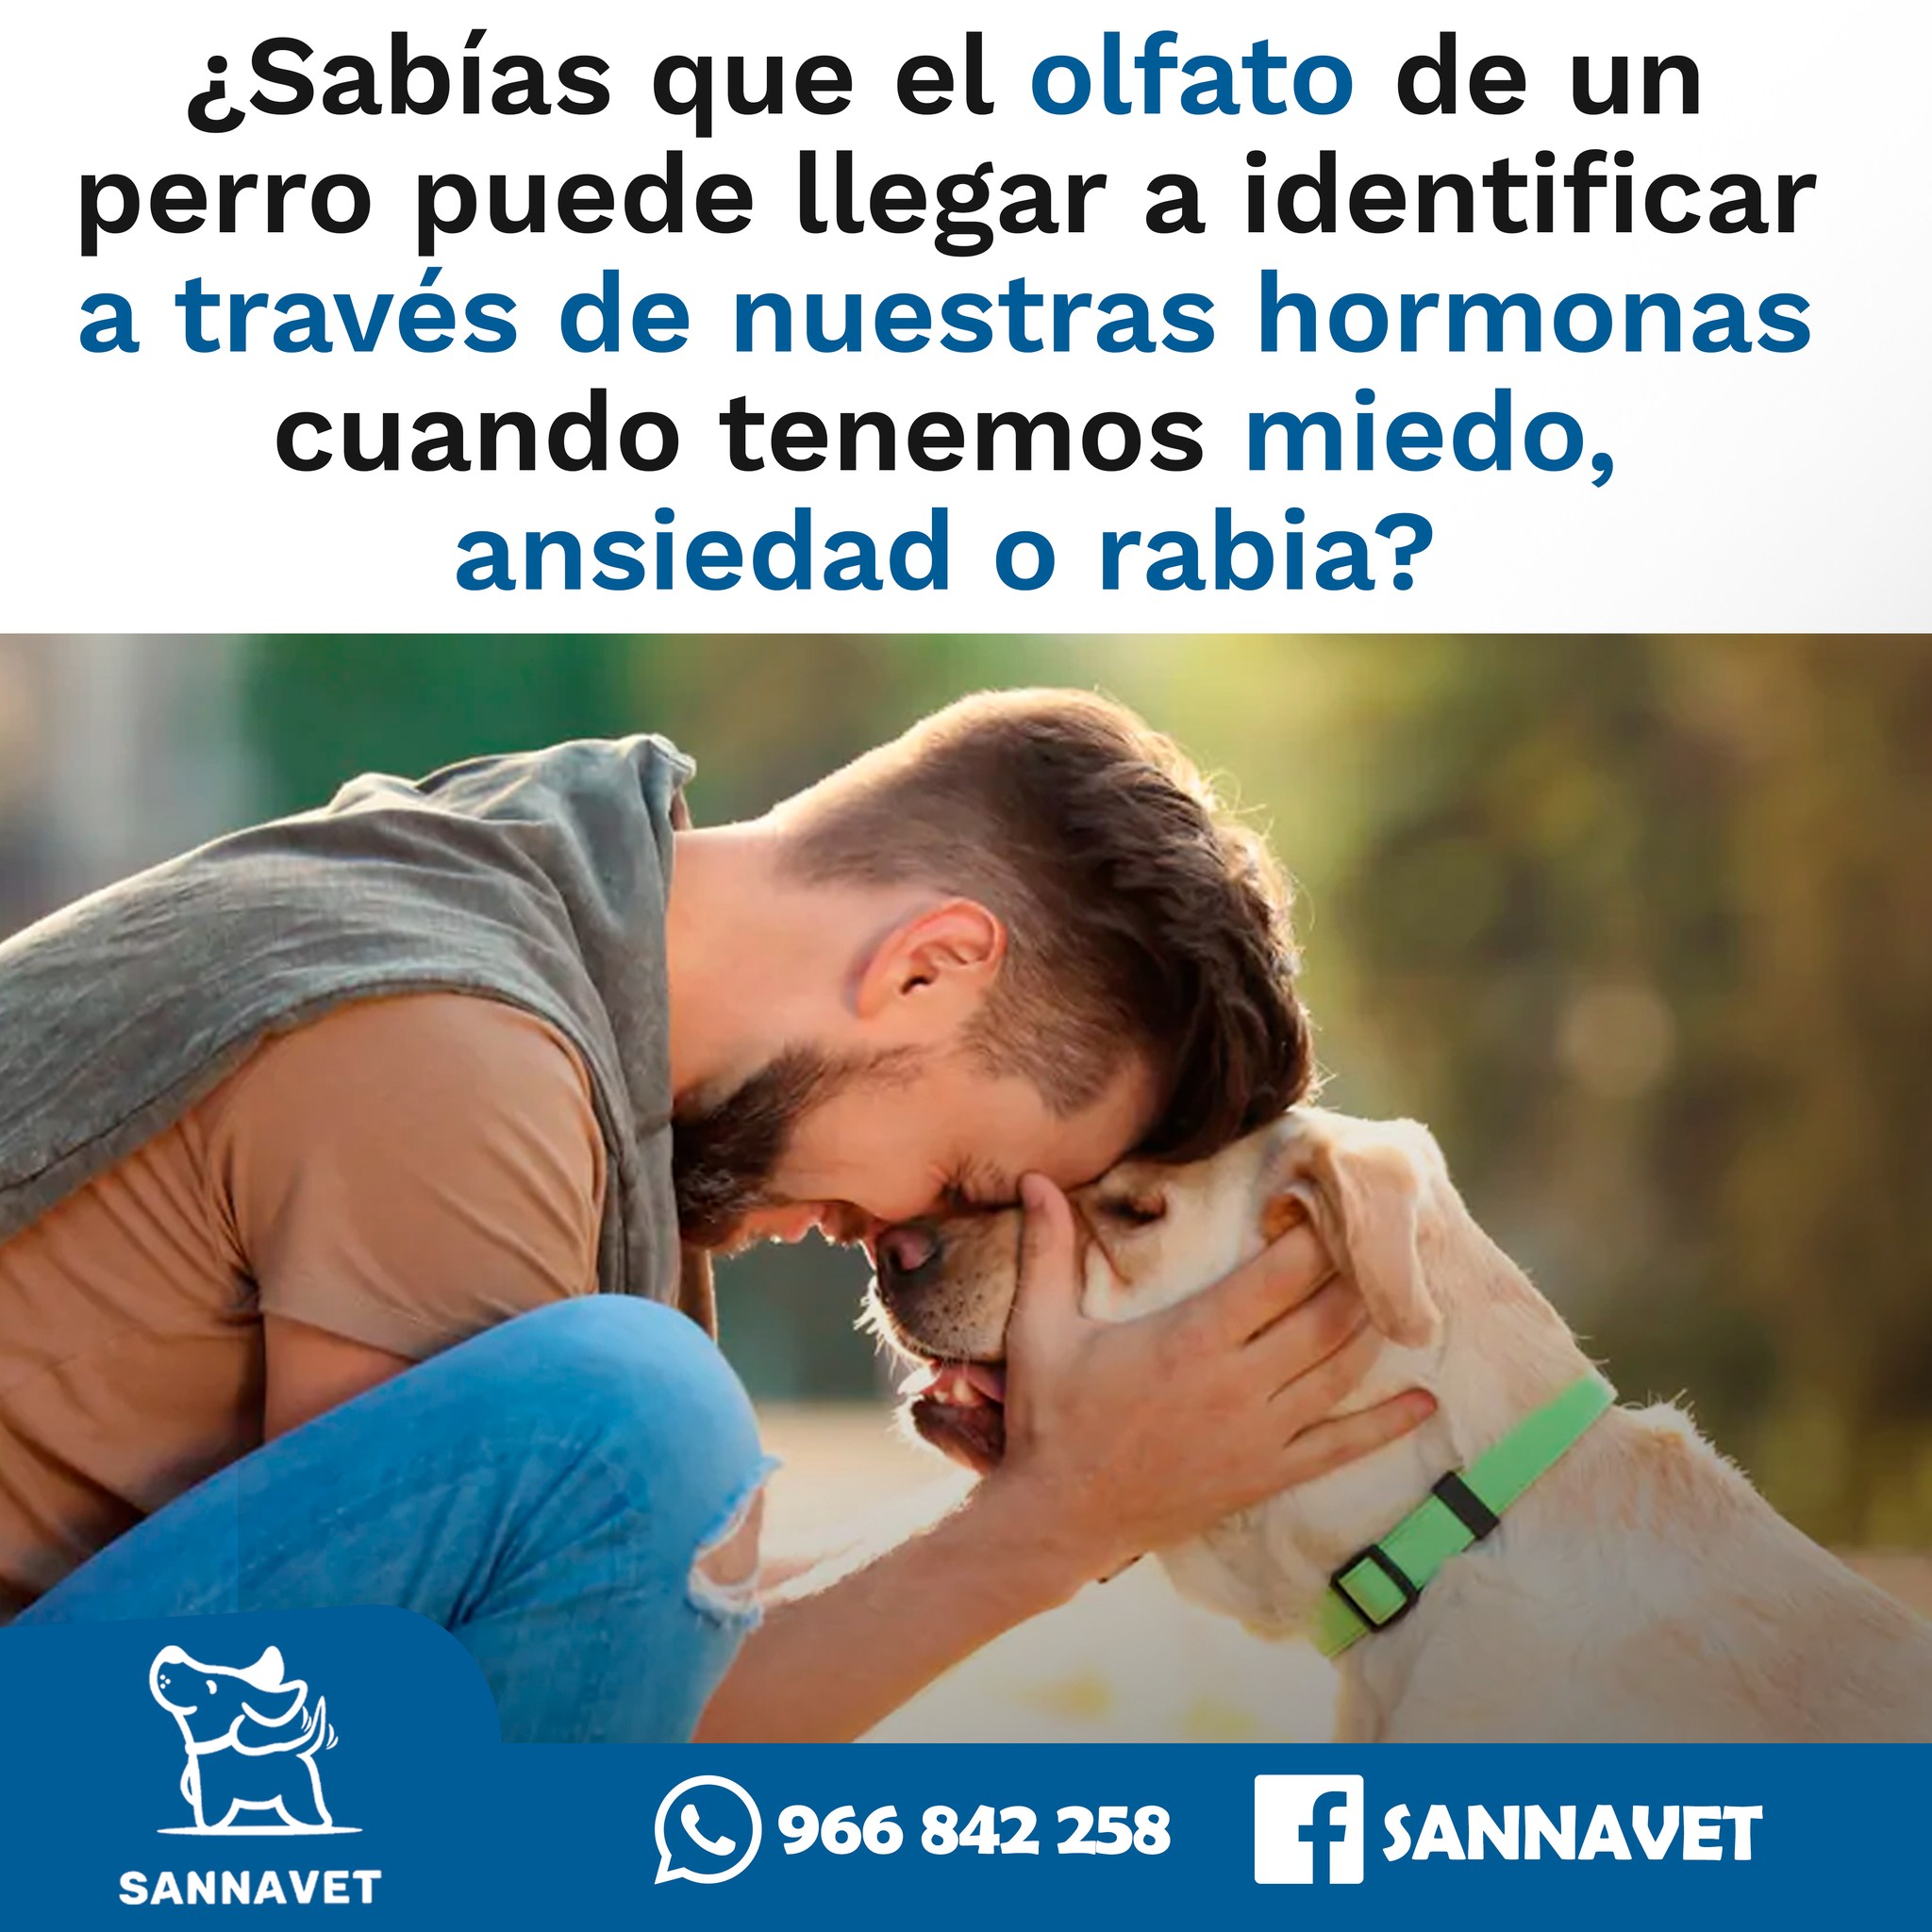 ¿Sabías que el olfato de un
perro puede llegar a identificar
a través de nuestras hormonas
cuando tenemos miedo,
ansiedad o rabia?
SANNAVET
966 842 258
SANNAVET